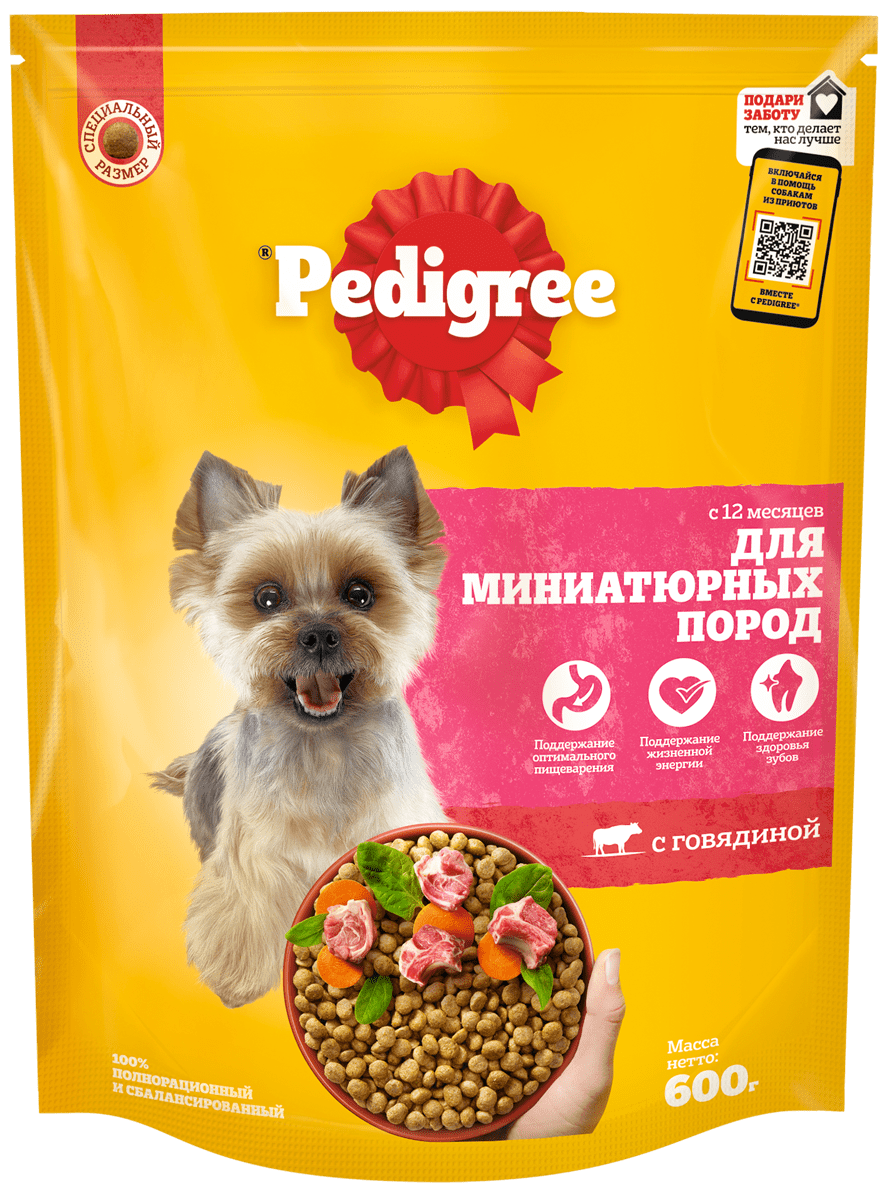 СПЕЦИАЛЬНЫЙ
РАЗМЕР
ПОДАРИ
ЗАБОТУ
тем, кто делает
нас лучше
ВКЛЮЧАЙСЯ
В ПОМОЩЬ
СОБАКАМ
ИЗ ПРИЮТОВ
ВМЕСТЕ
С PEDIGREE®
® Pedigree
с 12 месяцев
ДЛЯ
МИНИАТЮРНЫХ
ПОРОД
Поддержание
оптимального
пищеварения
Поддержание
жизненной
энергии
Поддержание
здоровья
зубов
С ГОВЯДИНОЙ
100%
ПОЛНОРАЦИОННЫЙ
И СБАЛАНСИРОВАННЫЙ
Масса
нетто:
600г